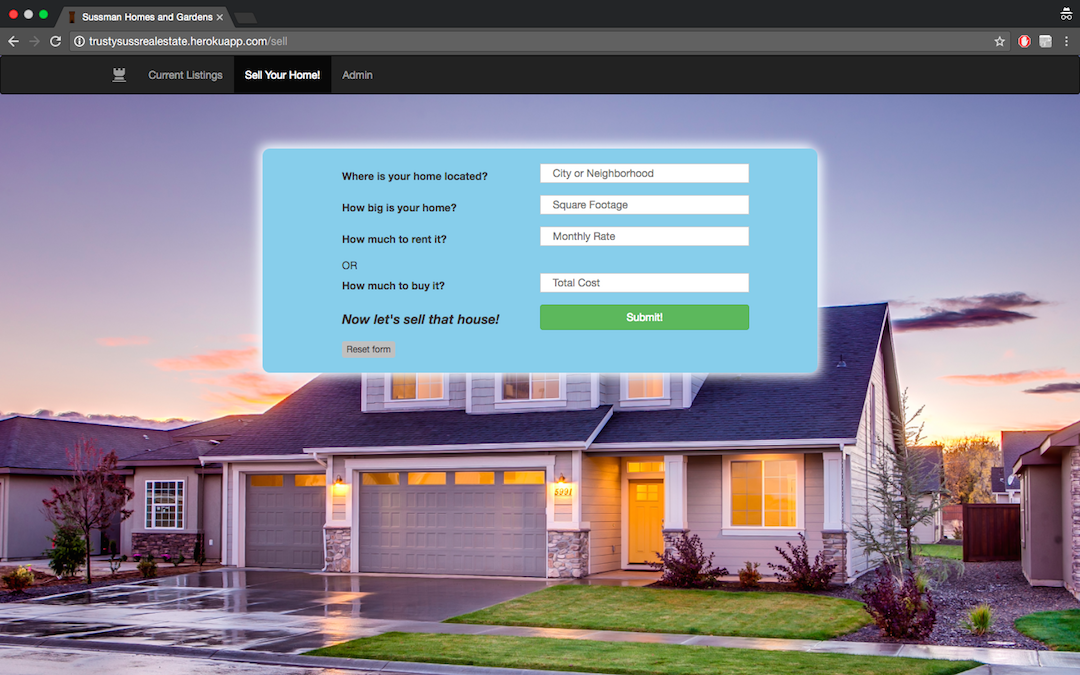 Sussman Homes and Gardens
trustysussrealestate.herokuapp.com/sell
Current Listings
Sell Your Home!
Admin
Where is your home located?
City or Neighborhood
How big is your home?
Square Footage
How much to rent it?
Monthly Rate
OR
How much to buy it?
Total Cost
Now let's sell that house!
Submit!
Reset form